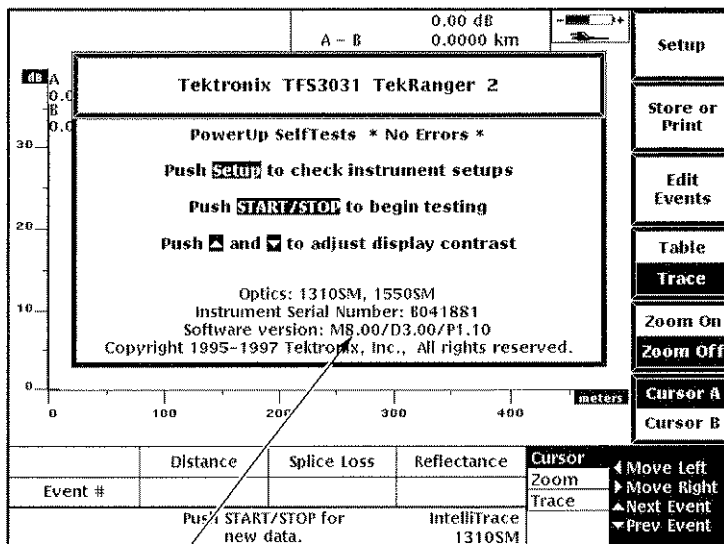 0.00 dB
A – B 0.0000 km
- +
dB A
0.0
B
0.0
30
20
10
0
Tektronix TFS3031 TekRanger 2
PowerUp SelfTests * No Errors *
Push Setup to check instrument setups
Push START/STOP to begin testing
Push ▲ and ▼ to adjust display contrast
Optics: 1310SM, 1550SM
Instrument Serial Number: B041881
Software version: M8.00/D3.00/P1.10
Copyright 1995-1997 Tektronix, Inc., All rights reserved.
meters
0 100 200 300 400
Setup
Store or
Print
Edit
Events
Table
Trace
Zoom On
Zoom Off
Cursor A
Cursor B
Distance Splice Loss Reflectance
Event #
Push START/STOP for
new data.
IntelliTrace
1310SM
Cursor
Zoom
Trace
◀ Move Left
▶ Move Right
▲Next Event
▼Prev Event